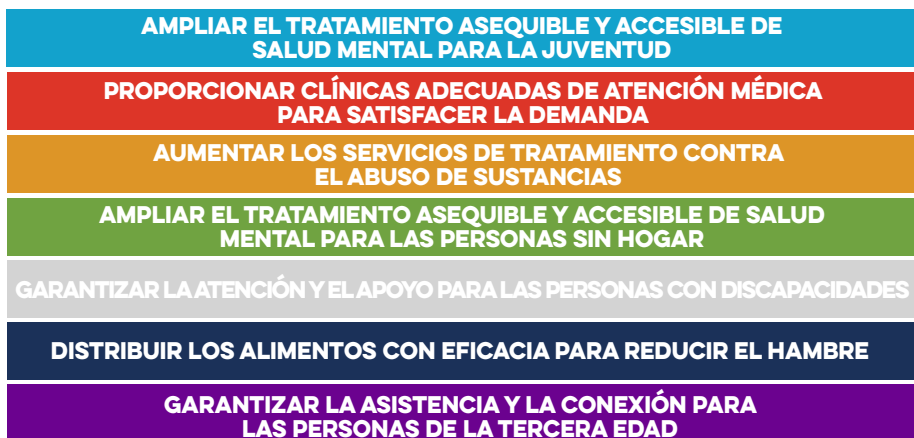 AMPLIAR EL TRATAMIENTO ASEQUIBLE Y ACCESIBLE DE
SALUD MENTAL PARA LA JUVENTUD
PROPORCIONAR CLÍNICAS ADECUADAS DE ATENCIÓN MÉDICA
PARA SATISFACER LA DEMANDA
AUMENTAR LOS SERVICIOS DE TRATAMIENTO CONTRA
EL ABUSO DE SUSTANCIAS
AMPLIAR EL TRATAMIENTO ASEQUIBLE Y ACCESIBLE DE SALUD
MENTAL PARA LAS PERSONAS SIN HOGAR
GARANTIZAR LA ATENCIÓN Y EL APOYO PARA LAS PERSONAS CON DISCAPACIDADES
DISTRIBUIR LOS ALIMENTOS CON EFICACIA PARA REDUCIR EL HAMBRE
GARANTIZAR LA ASISTENCIA Y LA CONEXIÓN PARA
LAS PERSONAS DE LA TERCERA EDAD